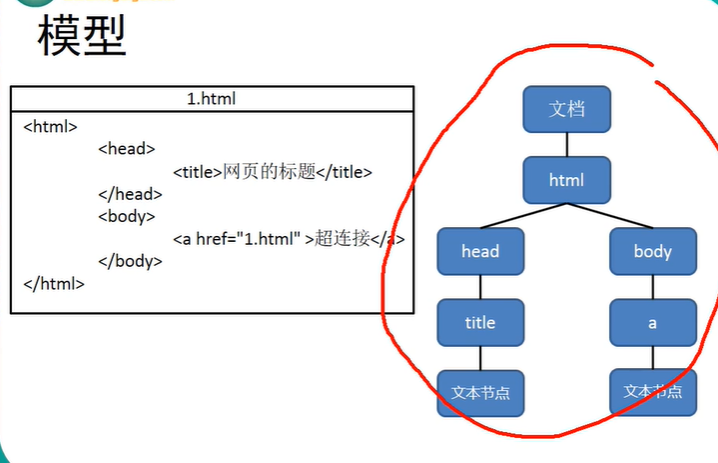 模型
1.html
<html>
<head>
<title>网页的标题</title>
</head>
<body>
<a href="1.html" >超连接</a>
</body>
</html>
文档
html
head
body
title
a
文本节点
文本节点